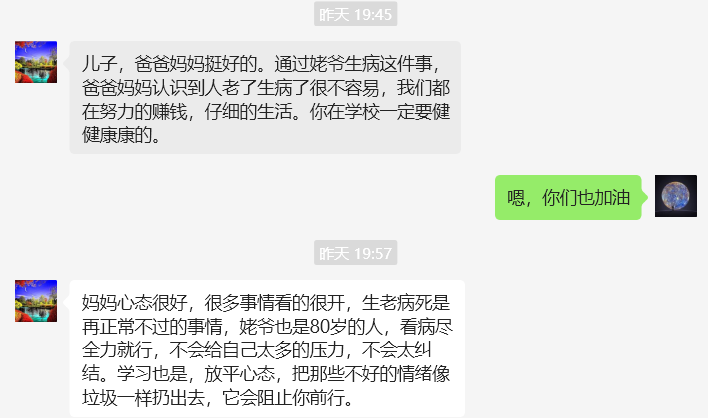 昨天 19:45
儿子，爸爸妈妈挺好的。通过姥爷生病这件事，
爸爸妈妈认识到人老了生病了很不容易，我们都
在努力的赚钱，仔细的生活。你在学校一定要健
健康康的。
嗯，你们也加油
昨天 19:57
妈妈心态很好，很多事情看的很开，生老病死是
再正常不过的事情，姥爷也是80岁的人，看病尽
全力就行，不会给自己太多的压力，不会太纠
结。学习也是，放平心态，把那些不好的情绪像
垃圾一样扔出去，它会阻止你前行。